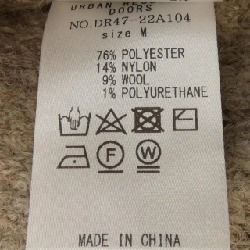 URBAN
DOORS
NO.DR47-22A104
size M
76% POLYESTER
14% NYLON
9% WOOL
1% POLYURETHANE
F W
MADE IN CHINA